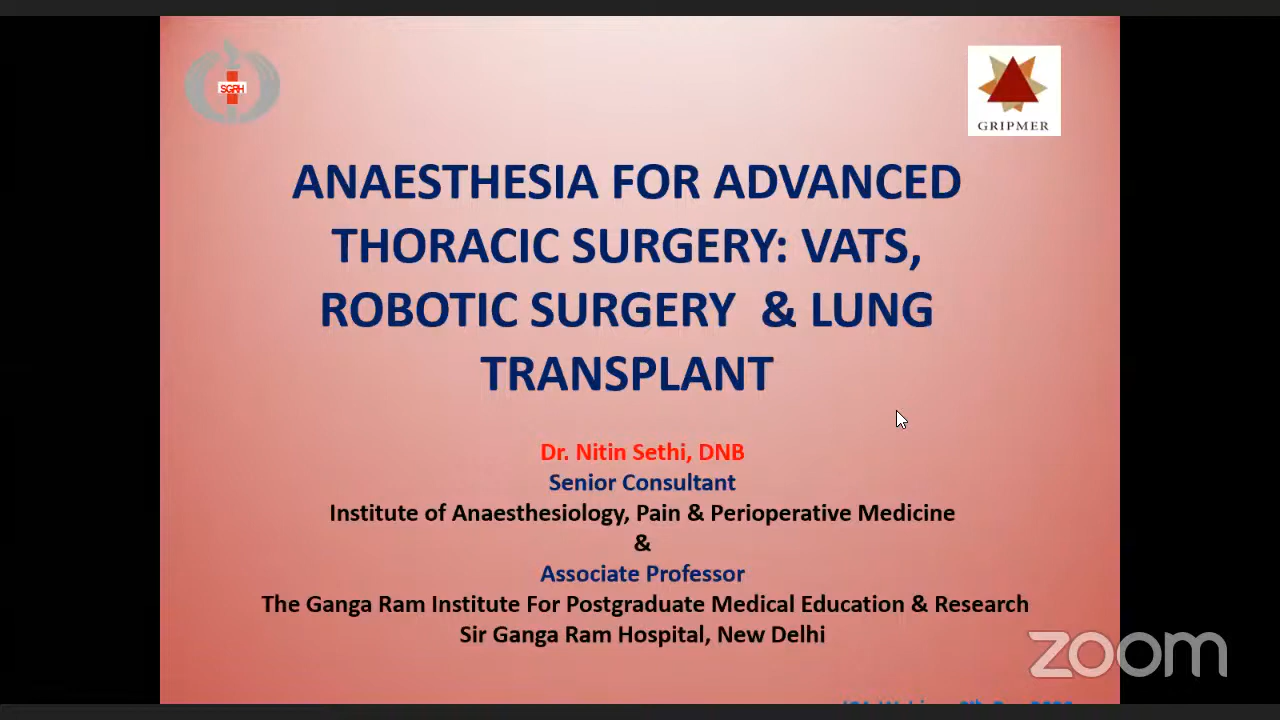 SGRH
GRIPMER
ANAESTHESIA FOR ADVANCED
THORACIC SURGERY: VATS,
ROBOTIC SURGERY & LUNG
TRANSPLANT
Dr. Nitin Sethi, DNB
Senior Consultant
Institute of Anaesthesiology, Pain & Perioperative Medicine
&
Associate Professor
The Ganga Ram Institute For Postgraduate Medical Education & Research
Sir Ganga Ram Hospital, New Delhi
zoom